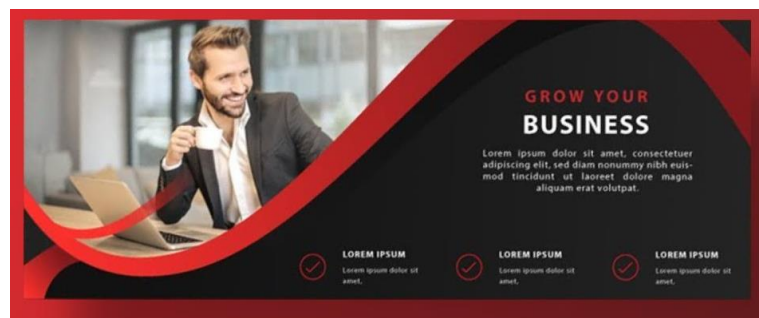 GROW YOUR
BUSINESS
Lorem ipsum dolor sit amet, consectetuer
adipiscing elit, sed diam nonummy nibh euis-
mod tincidunt ut laoreet dolore magna
aliquam erat volutpat.
LOREM IPSUM
Lorem ipsum dolor sit
amet,
LOREM IPSUM
Lorem ipsum dolor sit
amet,
LOREM IPSUM
Lorem ipsum dolor sit
amet,